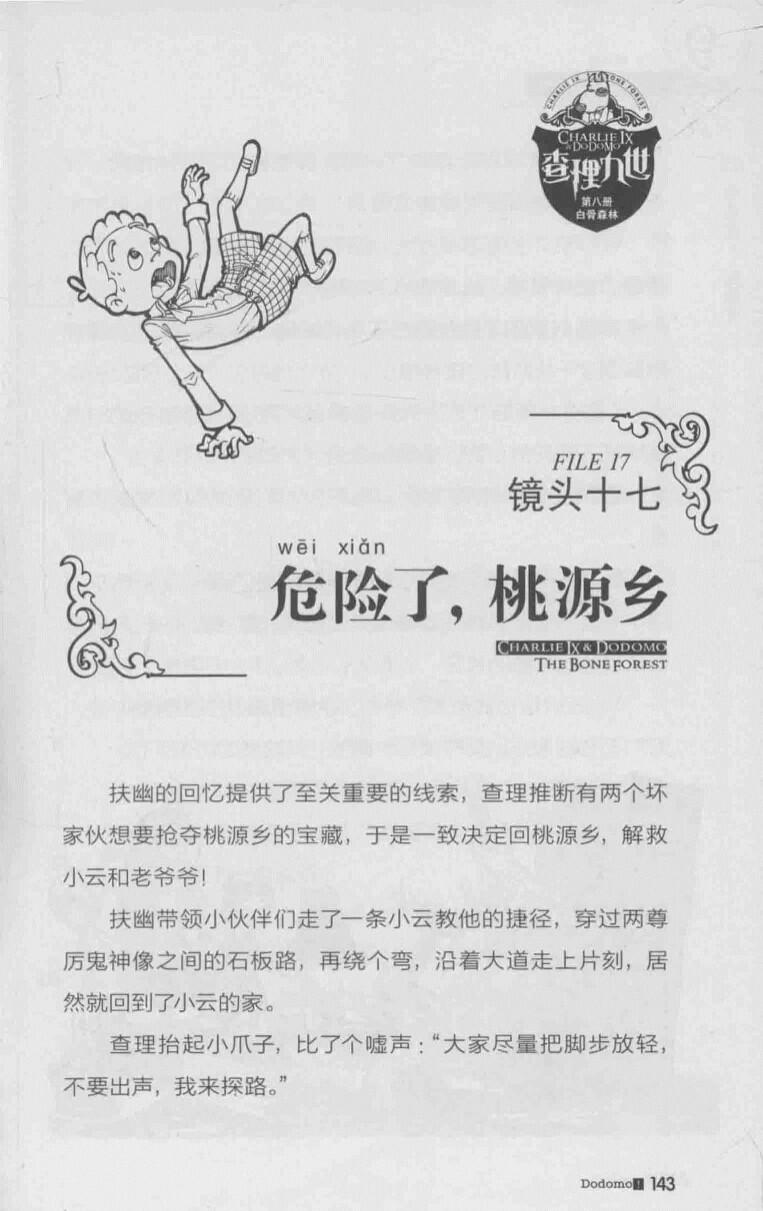 CHARLIE IX BONE FOREST
CHARLIE IX
& DODOMO
查理九世
第八册
白骨森林
FILE 17
镜头十七
wēi xiǎn
危险了，桃源乡
CHARLIE IX & DODOMO
THE BONE FOREST
扶幽的回忆提供了至关重要的线索，查理推断有两个坏
家伙想要抢夺桃源乡的宝藏，于是一致决定回桃源乡，解救
小云和老爷爷！
扶幽带领小伙伴们走了一条小云教他的捷径，穿过两尊
厉鬼神像之间的石板路，再绕个弯，沿着大道走上片刻，居
然就回到了小云的家。
查理抬起小爪子，比了个嘘声：“大家尽量把脚步放轻，
不要出声，我来探路。”
Dodomo! 143